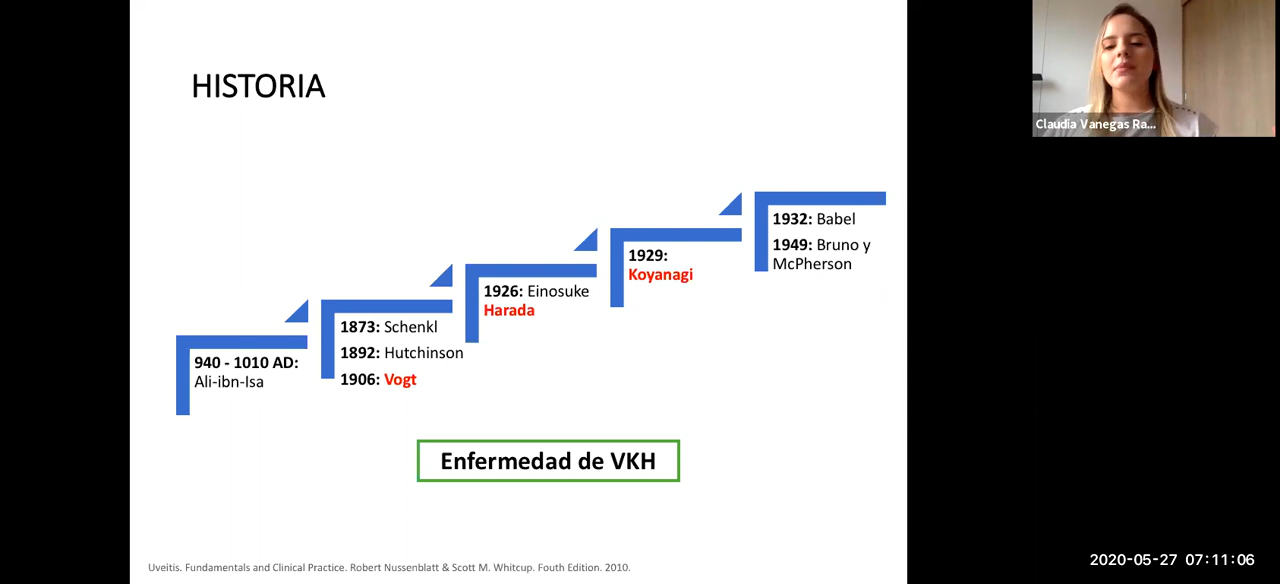 HISTORIA
940 - 1010 AD:
Ali-ibn-Isa
1873: Schenkl
1892: Hutchinson
1906: Vogt
1926: Einosuke
Harada
1929:
Koyanagi
1932: Babel
1949: Bruno y
McPherson
Enfermedad de VKH
Uveitis. Fundamentals and Clinical Practice. Robert Nussenblatt & Scott M. Whitcup. Fouth Edition. 2010.
Claudia Vanegas Ra...
2020-05-27 07:11:06